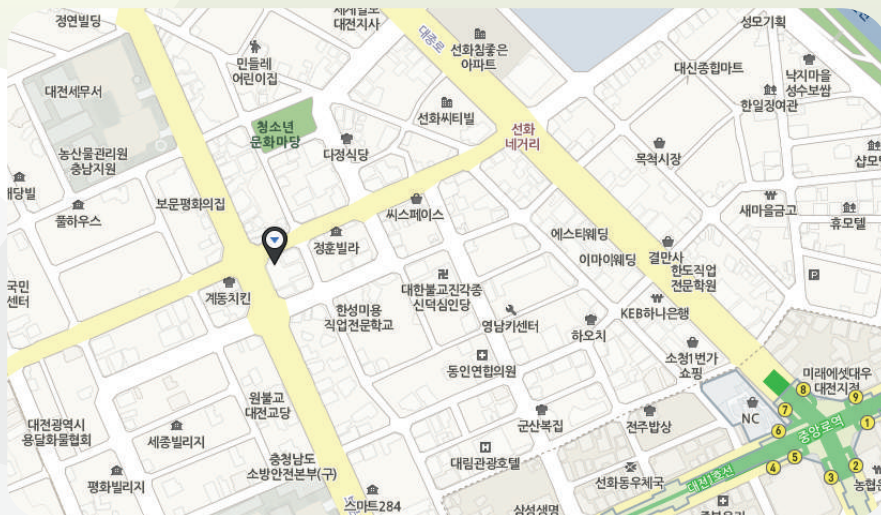 정연빌딩
대전지사
대종로
선화침좋은
아파트
성모기획
민들레
어린이집
대신종합마트
낙지마을
성수보쌈
대전세무서
한일장여관
선화씨티빌
청소년
문화마당
선화
네거리
농산물관리원
충남지원
다정식당
목척시장
풀하우스
보문평화의집
씨스페이스
새마을금고
휴모텔
정훈빌라
에스티웨딩
결만사
이마이웨딩
한도직업
전문학원
P
국민
센터
계동치킨
대한불교진각종
신덕심인당
한성미용
직업전문학교
영남키센터
KEB하나은행
하오치
소청1번가
쇼핑
동인연합의원
미래에셋대우
대전지점
원불교
대전교당
NC
8
9
7
6
1
5
4
2
3
중앙로역
대전1호선
대전광역시
용달화물협회
세종빌리지
군산복집
전주밥상
충청남도
소방안전본부(구)
대림관광호텔
선화동우체국
평화빌리지
스마트284
삼성생명